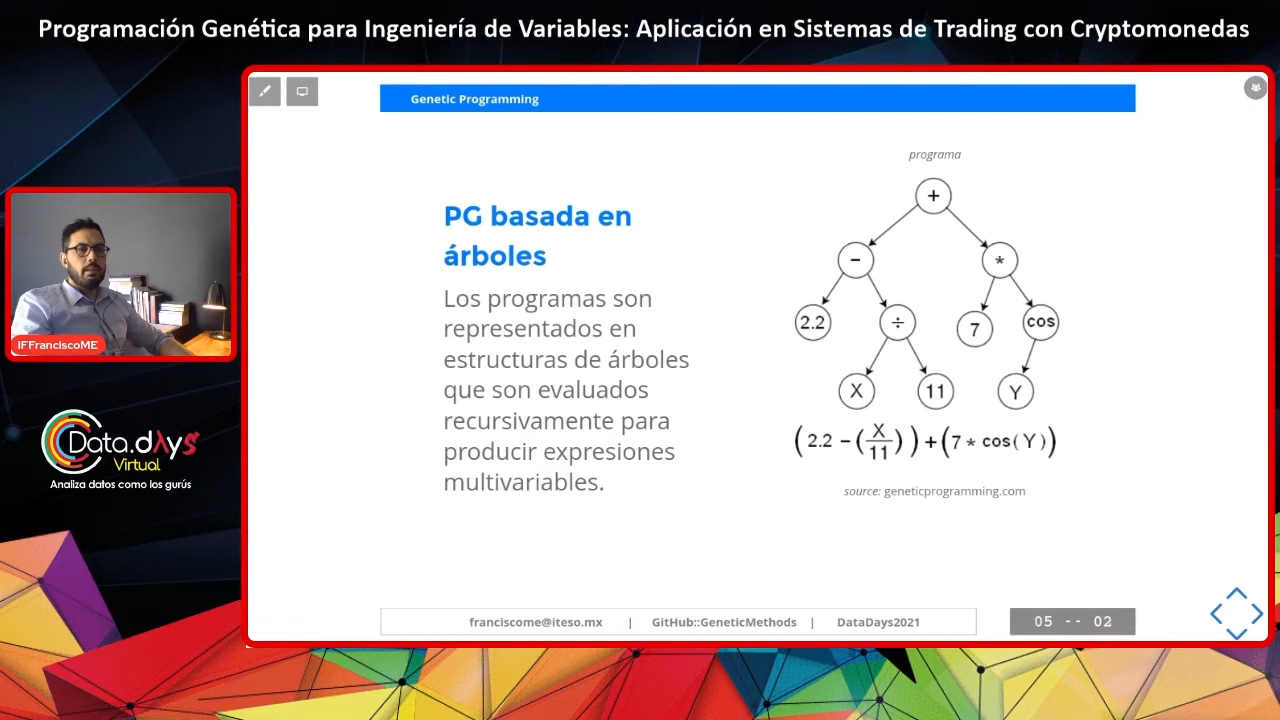 Programación Genética para Ingeniería de Variables: Aplicación en Sistemas de Trading con Cryptomonedas
Genetic Programming
programa
PG basada en
árboles
Los programas son
representados en
estructuras de árboles
que son evaluados
recursivamente para
producir expresiones
multivariables.
+
−
*
2.2
÷
7
cos
X
11
Y
(2.2 − (X/11)) + (7 * cos(Y))
source: geneticprogramming.com
IFFranciscoME
Data.dλys
Virtual
Analiza datos como los gurús
franciscome@iteso.mx | GitHub::GeneticMethods | DataDays2021
05 -- 02